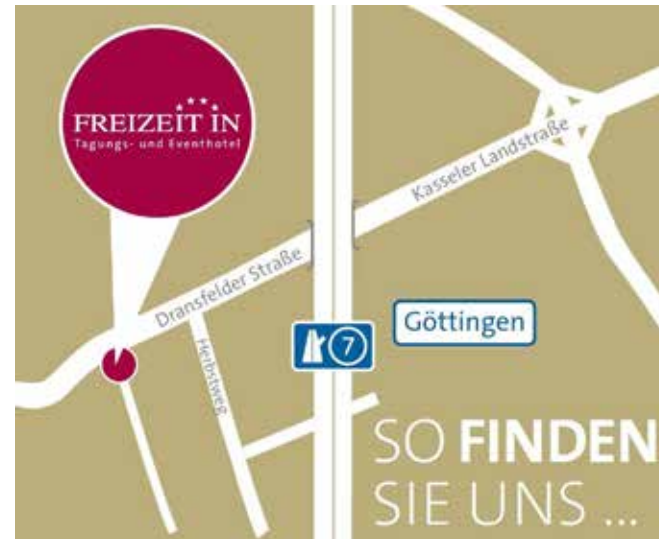 FREIZEIT IN
Tagungs- und Eventhotel
Kasseler Landstraße
Dransfelder Straße
Herbstweg
7
Göttingen
SO FINDEN
SIE UNS ...